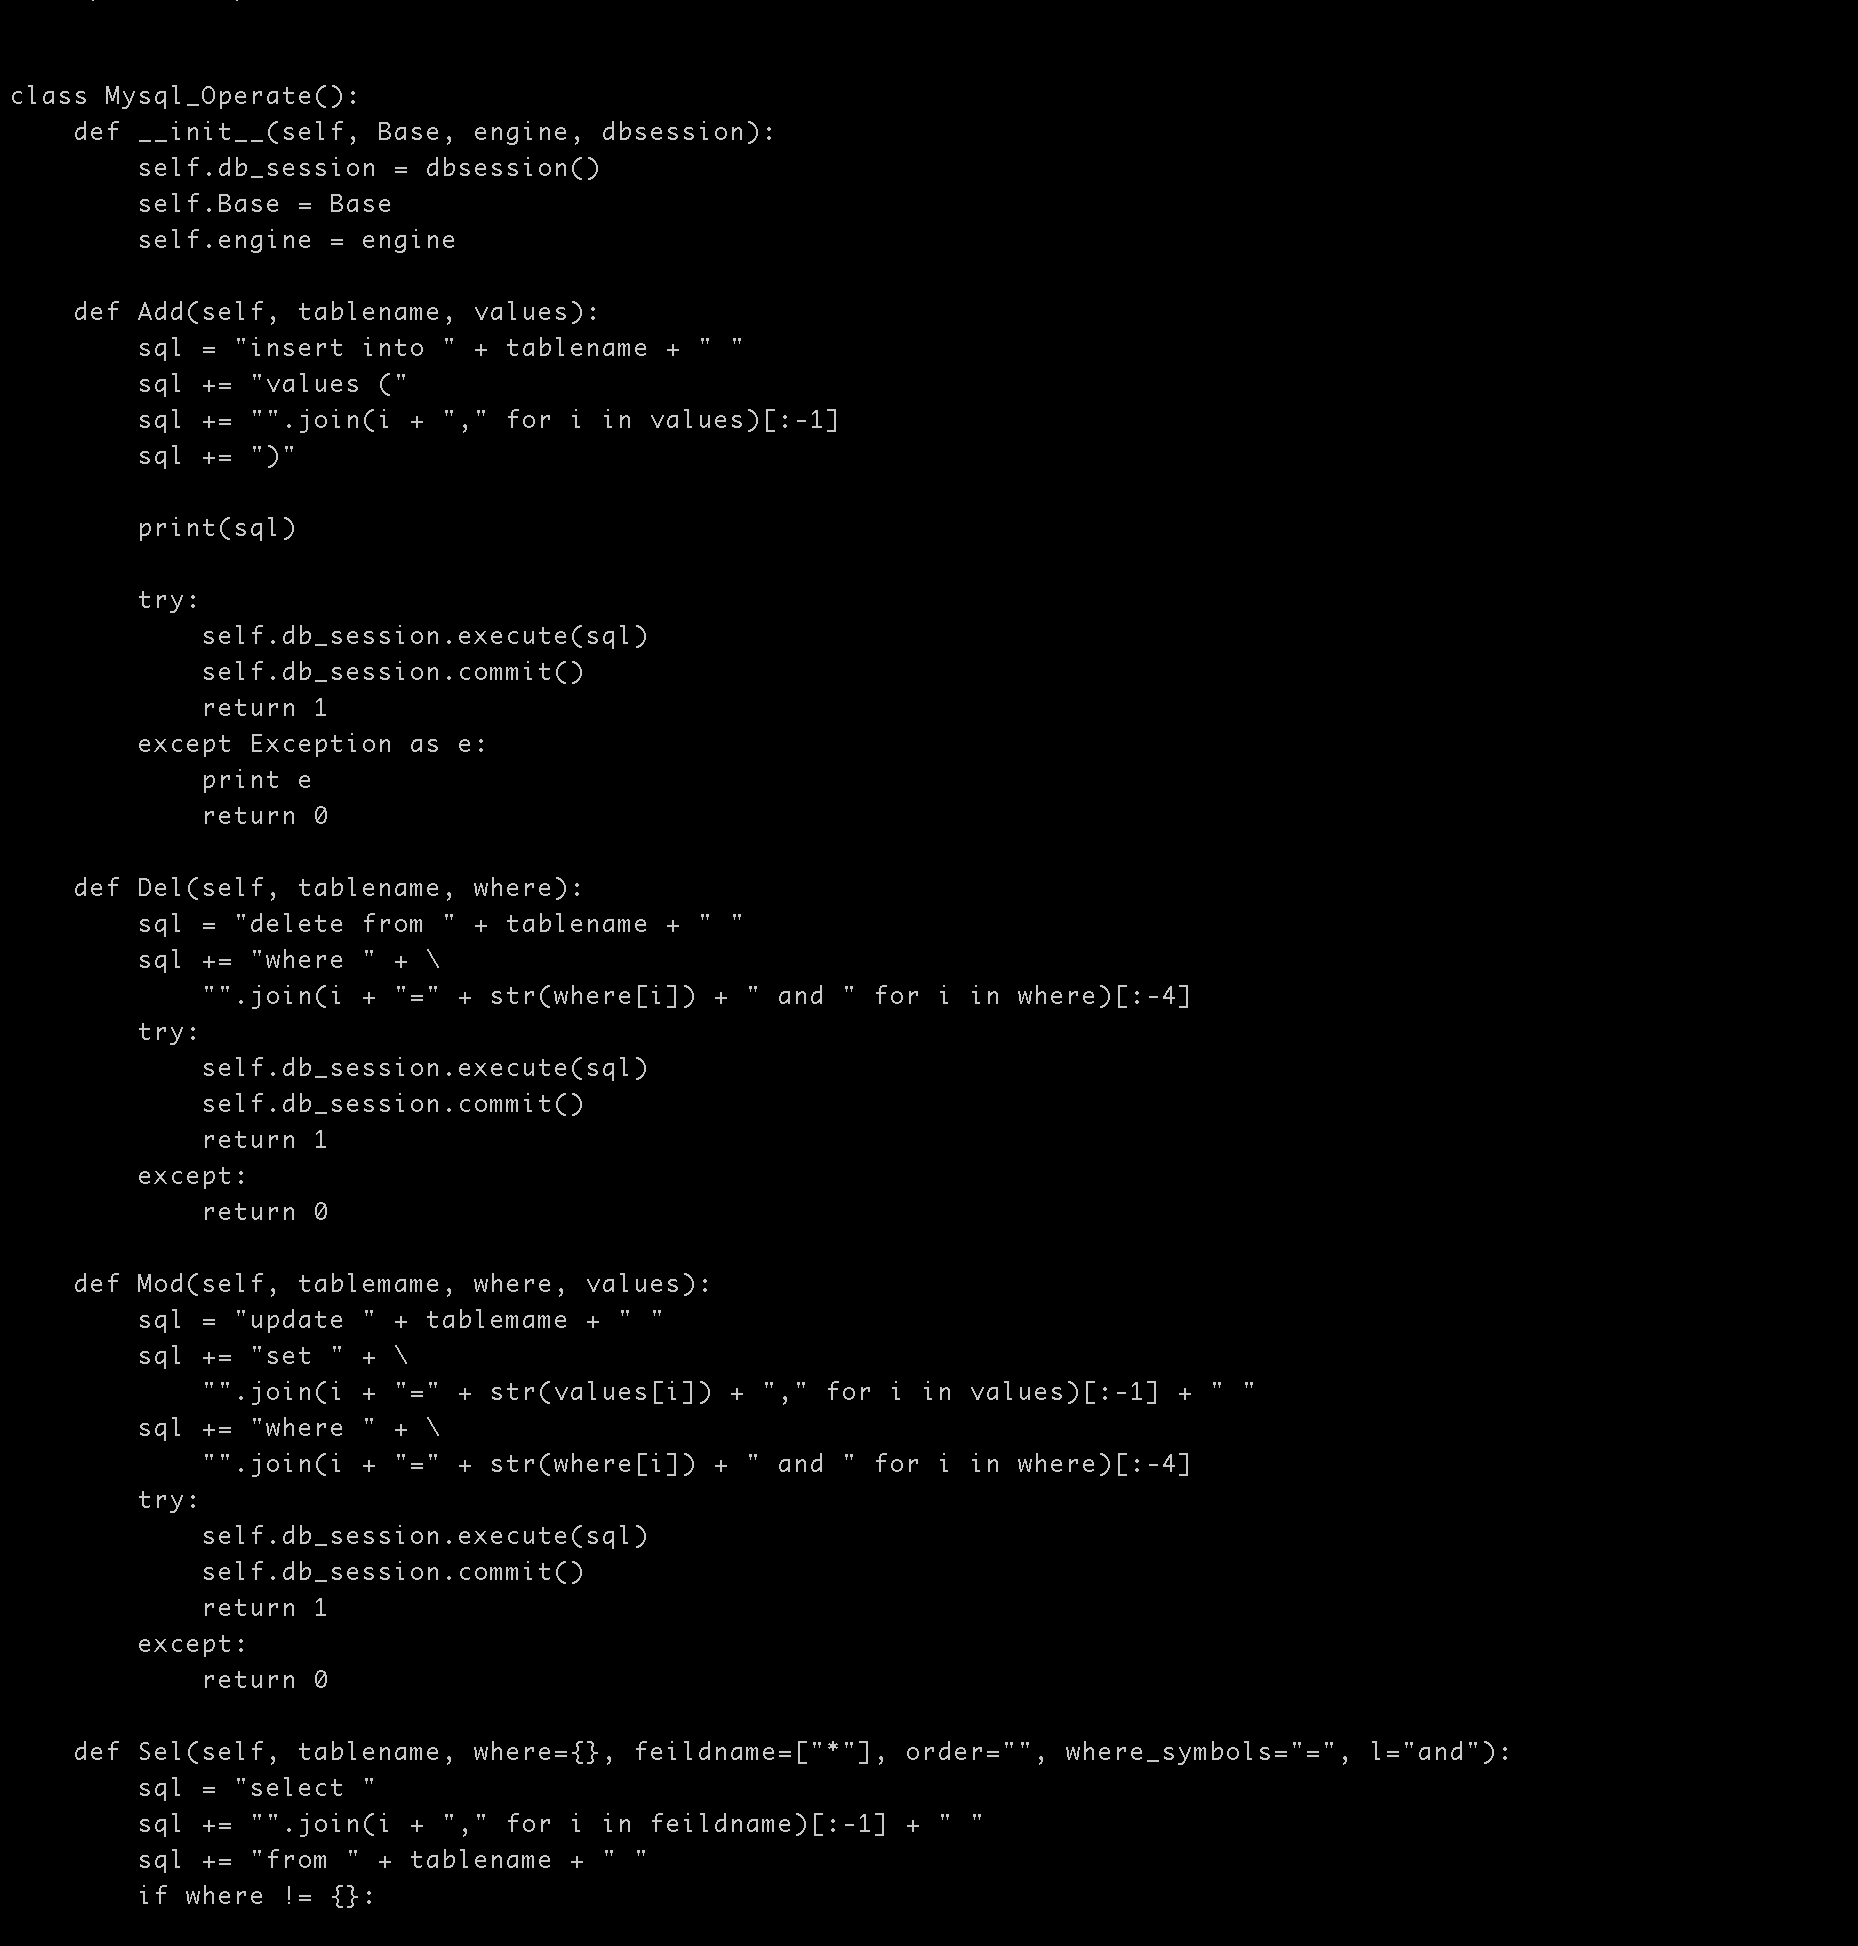 class Mysql_Operate():
    def __init__(self, Base, engine, dbsession):
        self.db_session = dbsession()
        self.Base = Base
        self.engine = engine

    def Add(self, tablename, values):
        sql = "insert into " + tablename + " "
        sql += "values ("
        sql += "".join(i + "," for i in values)[:-1]
        sql += ")"

        print(sql)

        try:
            self.db_session.execute(sql)
            self.db_session.commit()
            return 1
        except Exception as e:
            print e
            return 0

    def Del(self, tablename, where):
        sql = "delete from " + tablename + " "
        sql += "where " + \
            "".join(i + "=" + str(where[i]) + " and " for i in where)[:-4]
        try:
            self.db_session.execute(sql)
            self.db_session.commit()
            return 1
        except:
            return 0

    def Mod(self, tablemame, where, values):
        sql = "update " + tablemame + " "
        sql += "set " + \
            "".join(i + "=" + str(values[i]) + "," for i in values)[:-1] + " "
        sql += "where " + \
            "".join(i + "=" + str(where[i]) + " and " for i in where)[:-4]
        try:
            self.db_session.execute(sql)
            self.db_session.commit()
            return 1
        except:
            return 0

    def Sel(self, tablename, where={}, feildname=["*"], order="", where_symbols="=", l="and"):
        sql = "select "
        sql += "".join(i + "," for i in feildname)[:-1] + " "
        sql += "from " + tablename + " "
        if where != {}: